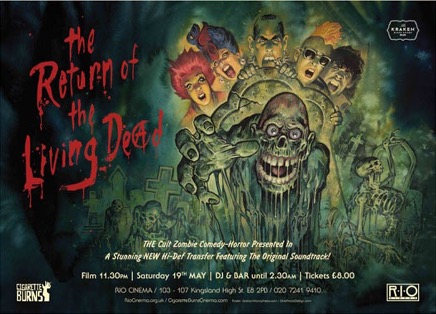 the
Return of
the
Living Dead
THE
KRAKEN
RUM
THE Cult Zombie Comedy-Horror Presented In
A Stunning NEW Hi-Def Transfer Featuring The Original Soundtrack!
Film 11.30PM | Saturday 19TH MAY | DJ & BAR until 2.30AM | Tickets £8.00
RIO CINEMA / 103 - 107 Kingsland High St. E8 2PB / 020 7241 9410
RioCinema.org.uk / CigaretteBurnsCinema.com
CIGARETTE
BURNS
R·I·O